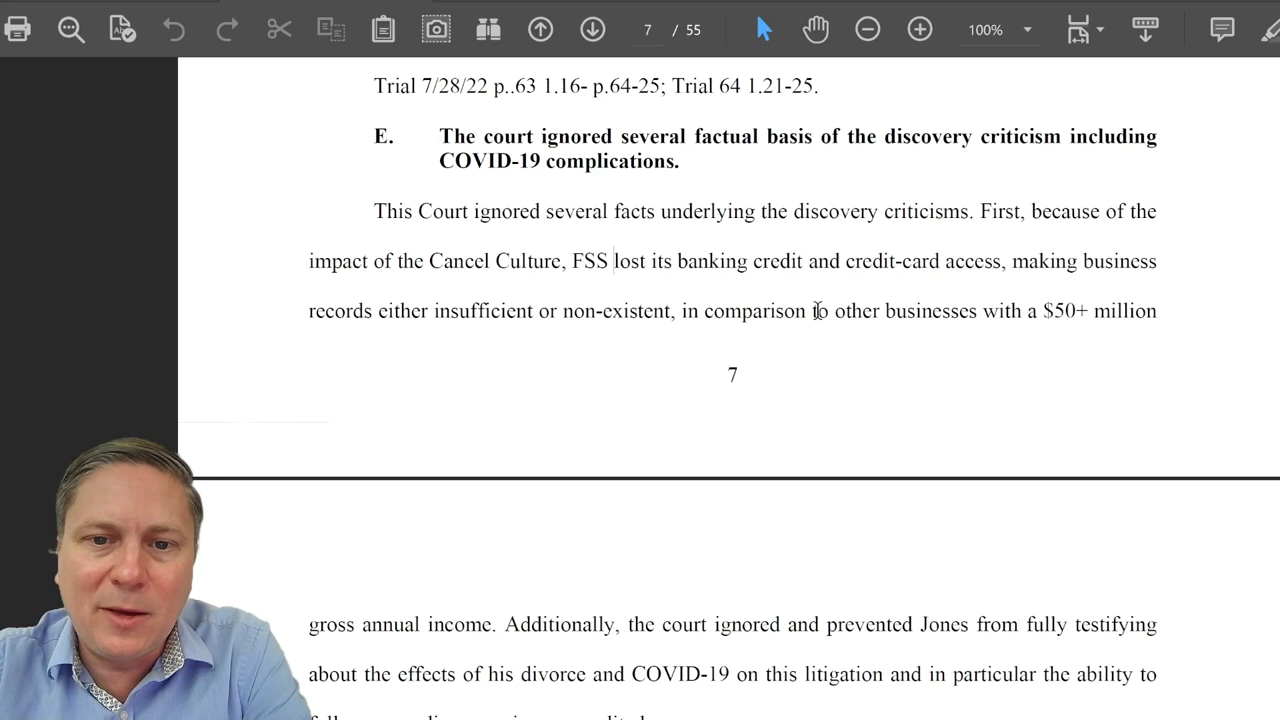 7 / 55
100%
Trial 7/28/22 p..63 1.16- p.64-25; Trial 64 1.21-25.
E. The court ignored several factual basis of the discovery criticism including
COVID-19 complications.
This Court ignored several facts underlying the discovery criticisms. First, because of the
impact of the Cancel Culture, FSS lost its banking credit and credit-card access, making business
records either insufficient or non-existent, in comparison to other businesses with a $50+ million
7
gross annual income. Additionally, the court ignored and prevented Jones from fully testifying
about the effects of his divorce and COVID-19 on this litigation and in particular the ability to